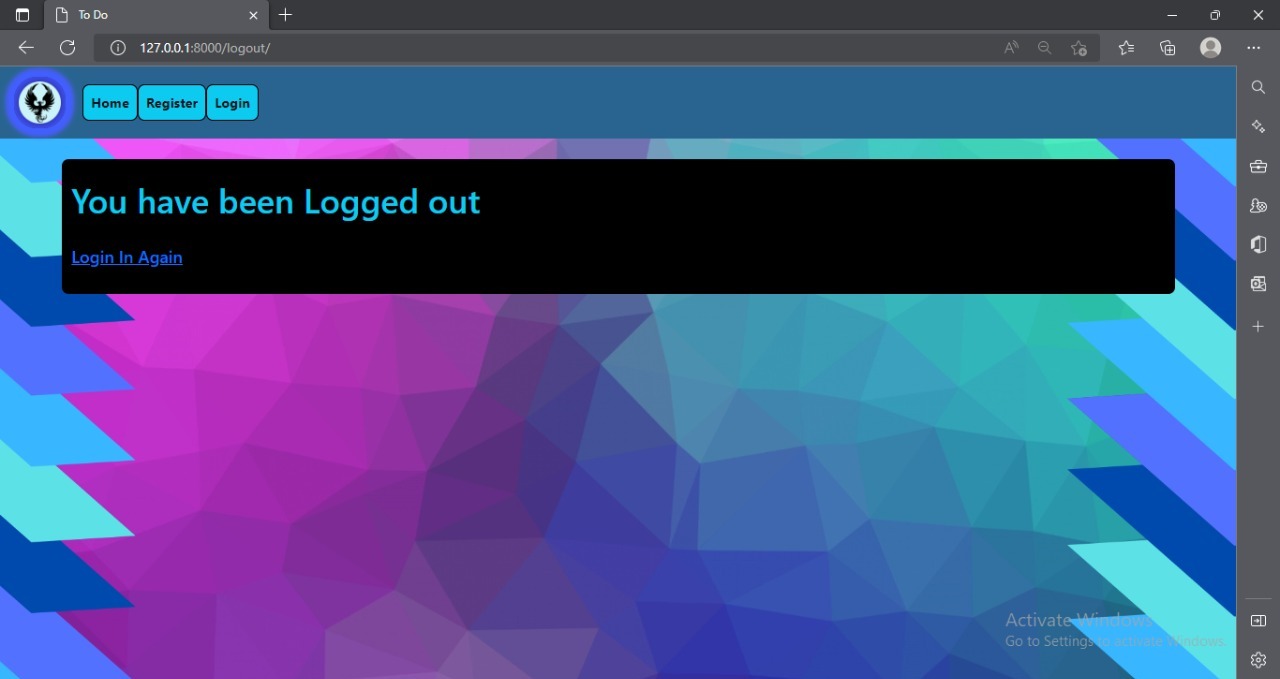 To Do
127.0.0.1:8000/logout/
Home Register Login
You have been Logged out
Login In Again
Activate Windows
Go to Settings to activate Windows.